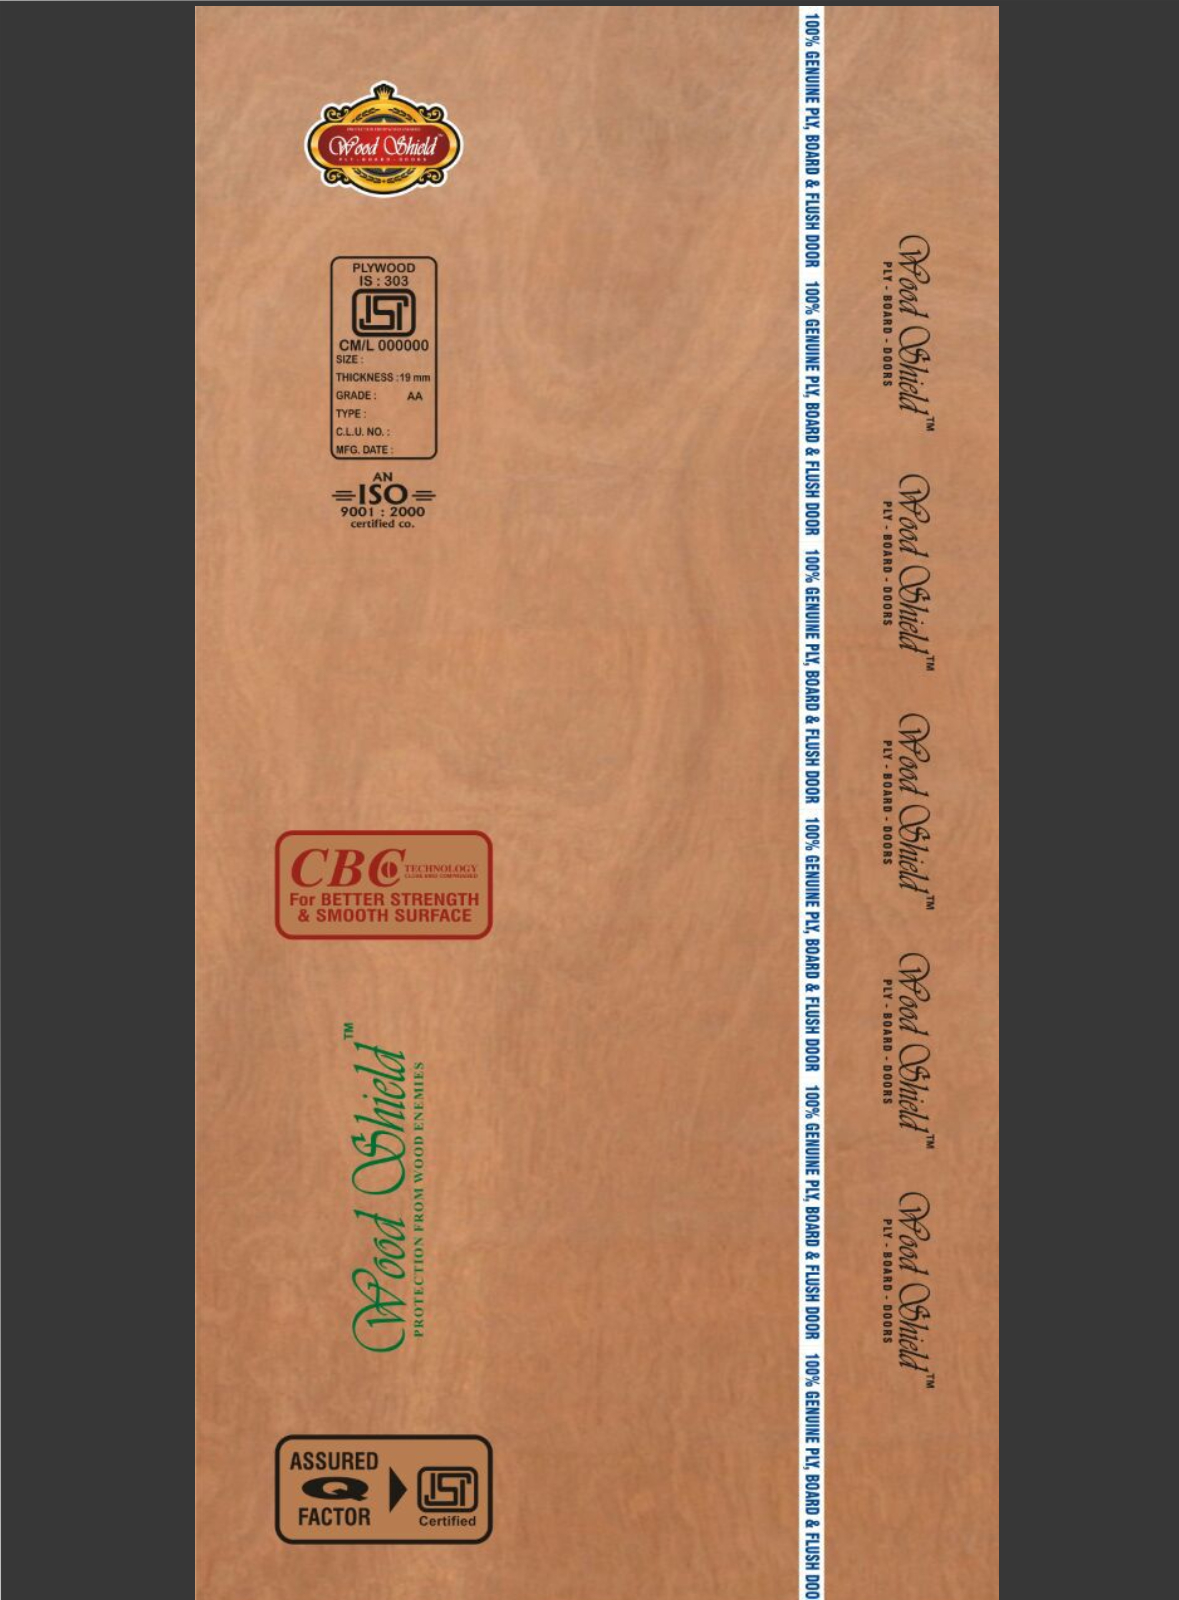 Wood Shield™
PLY - BOARD - DOORS
PLYWOOD
IS : 303
ISI
CM/L 000000
SIZE :
THICKNESS :19 mm
GRADE : AA
TYPE :
C.L.U. NO. :
MFG. DATE :
AN
ISO
9001 : 2000
certified co.
CBC TECHNOLOGY
For BETTER STRENGTH
& SMOOTH SURFACE
Wood Shield™
PROTECTION FROM WOOD ENEMIES
ASSURED
Q
FACTOR
ISI
Certified
100% GENUINE PLY, BOARD & FLUSH DOOR 100% GENUINE PLY, BOARD & FLUSH DOOR 100% GENUINE PLY, BOARD & FLUSH DOOR 100% GENUINE PLY, BOARD & FLUSH DOOR 100% GENUINE PLY, BOARD & FLUSH DOOR 100% GENUINE PLY, BOARD & FLUSH DOO
Wood Shield™
PLY - BOARD - DOORS
Wood Shield™
PLY - BOARD - DOORS
Wood Shield™
PLY - BOARD - DOORS
Wood Shield™
PLY - BOARD - DOORS
Wood Shield™
PLY - BOARD - DOORS